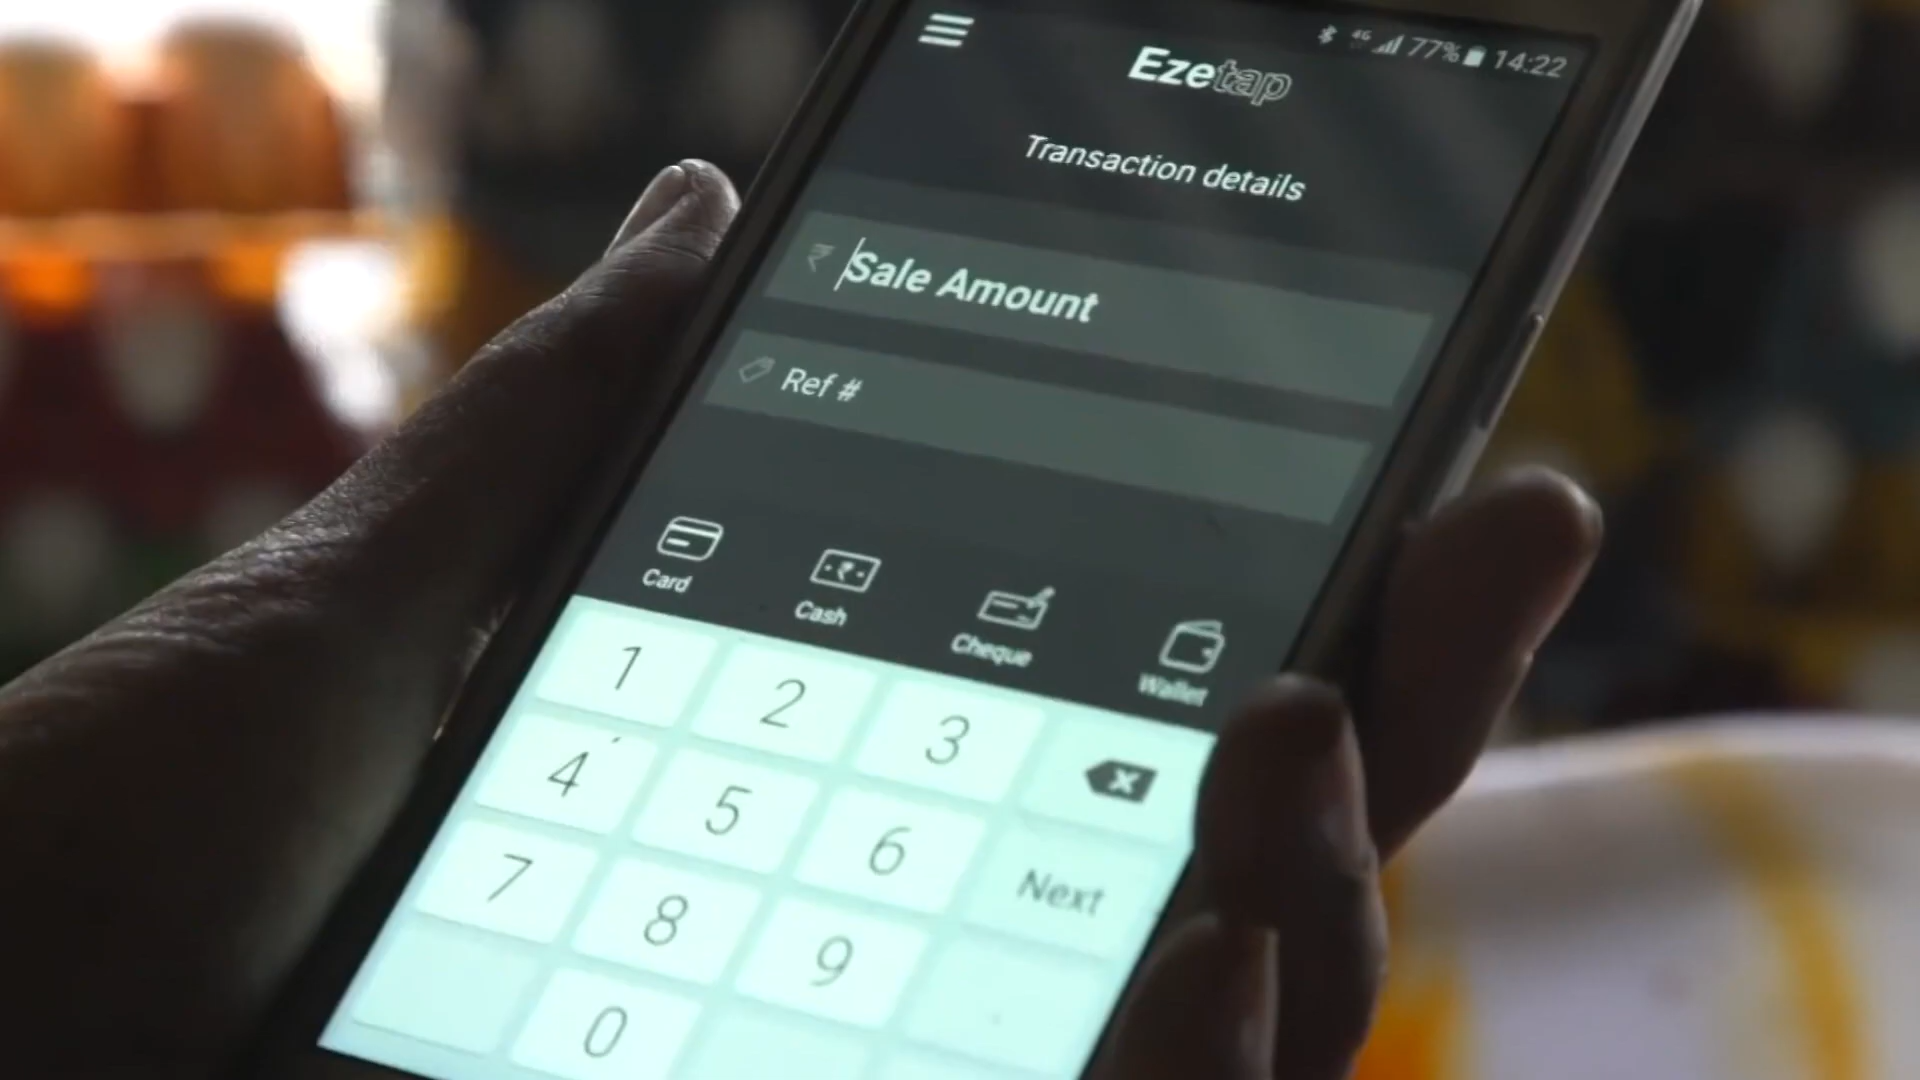 4G 77% 14:22
Ezetap
Transaction details
₹ Sale Amount
Ref #
Card Cash Cheque Wallet
1 2 3
4 5 6 Next
7 8 9
0